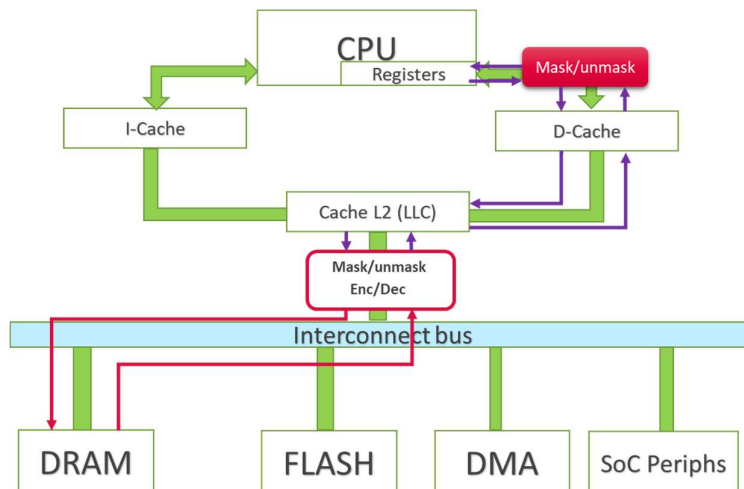 CPU
Registers
Mask/unmask
I-Cache
D-Cache
Cache L2 (LLC)
Mask/unmask
Enc/Dec
Interconnect bus
DRAM
FLASH
DMA
SoC Periphs